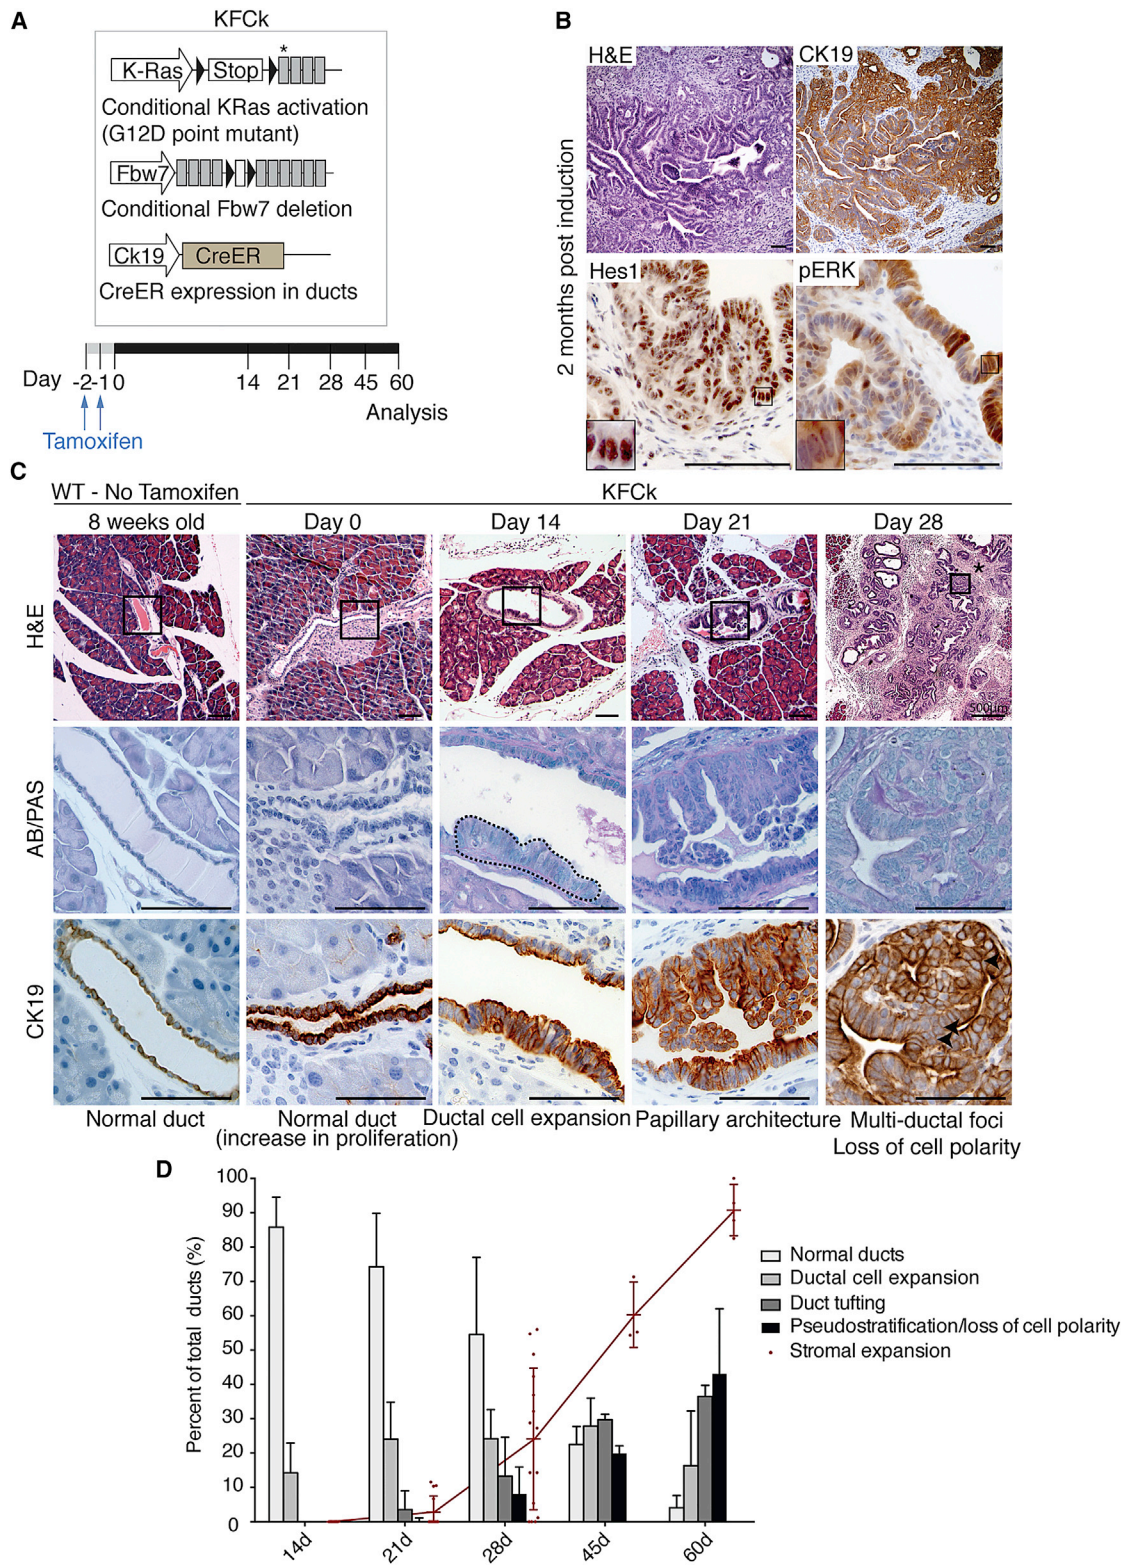 A
KFCk
*
K-Ras
Stop
Conditional KRas activation
(G12D point mutant)
Fbw7
Conditional Fbw7 deletion
Ck19
CreER
CreER expression in ducts
Day -2 -1 0 14 21 28 45 60
Analysis
Tamoxifen
B
2 months post induction
H&E
CK19
Hes1
pERK
C
WT - No Tamoxifen
KFCk
8 weeks old
Day 0
Day 14
Day 21
Day 28
H&E
*
500µm
AB/PAS
CK19
Normal duct
Normal duct
(increase in proliferation)
Ductal cell expansion
Papillary architecture
Multi-ductal foci
Loss of cell polarity
D
Percent of total ducts (%)
100
90
80
70
60
50
40
30
20
10
0
14d
21d
28d
45d
60d
Normal ducts
Ductal cell expansion
Duct tufting
Pseudostratification/loss of cell polarity
Stromal expansion